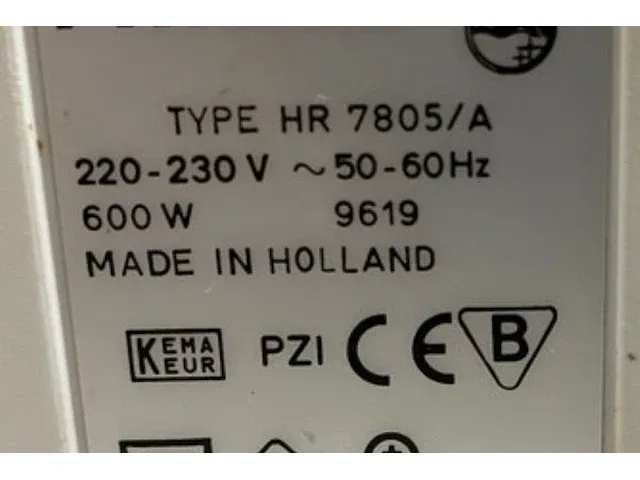 TYPE HR 7805/A
220-230 V ~ 50-60Hz
600 W 9619
MADE IN HOLLAND
KEMA KEUR PZI CE B